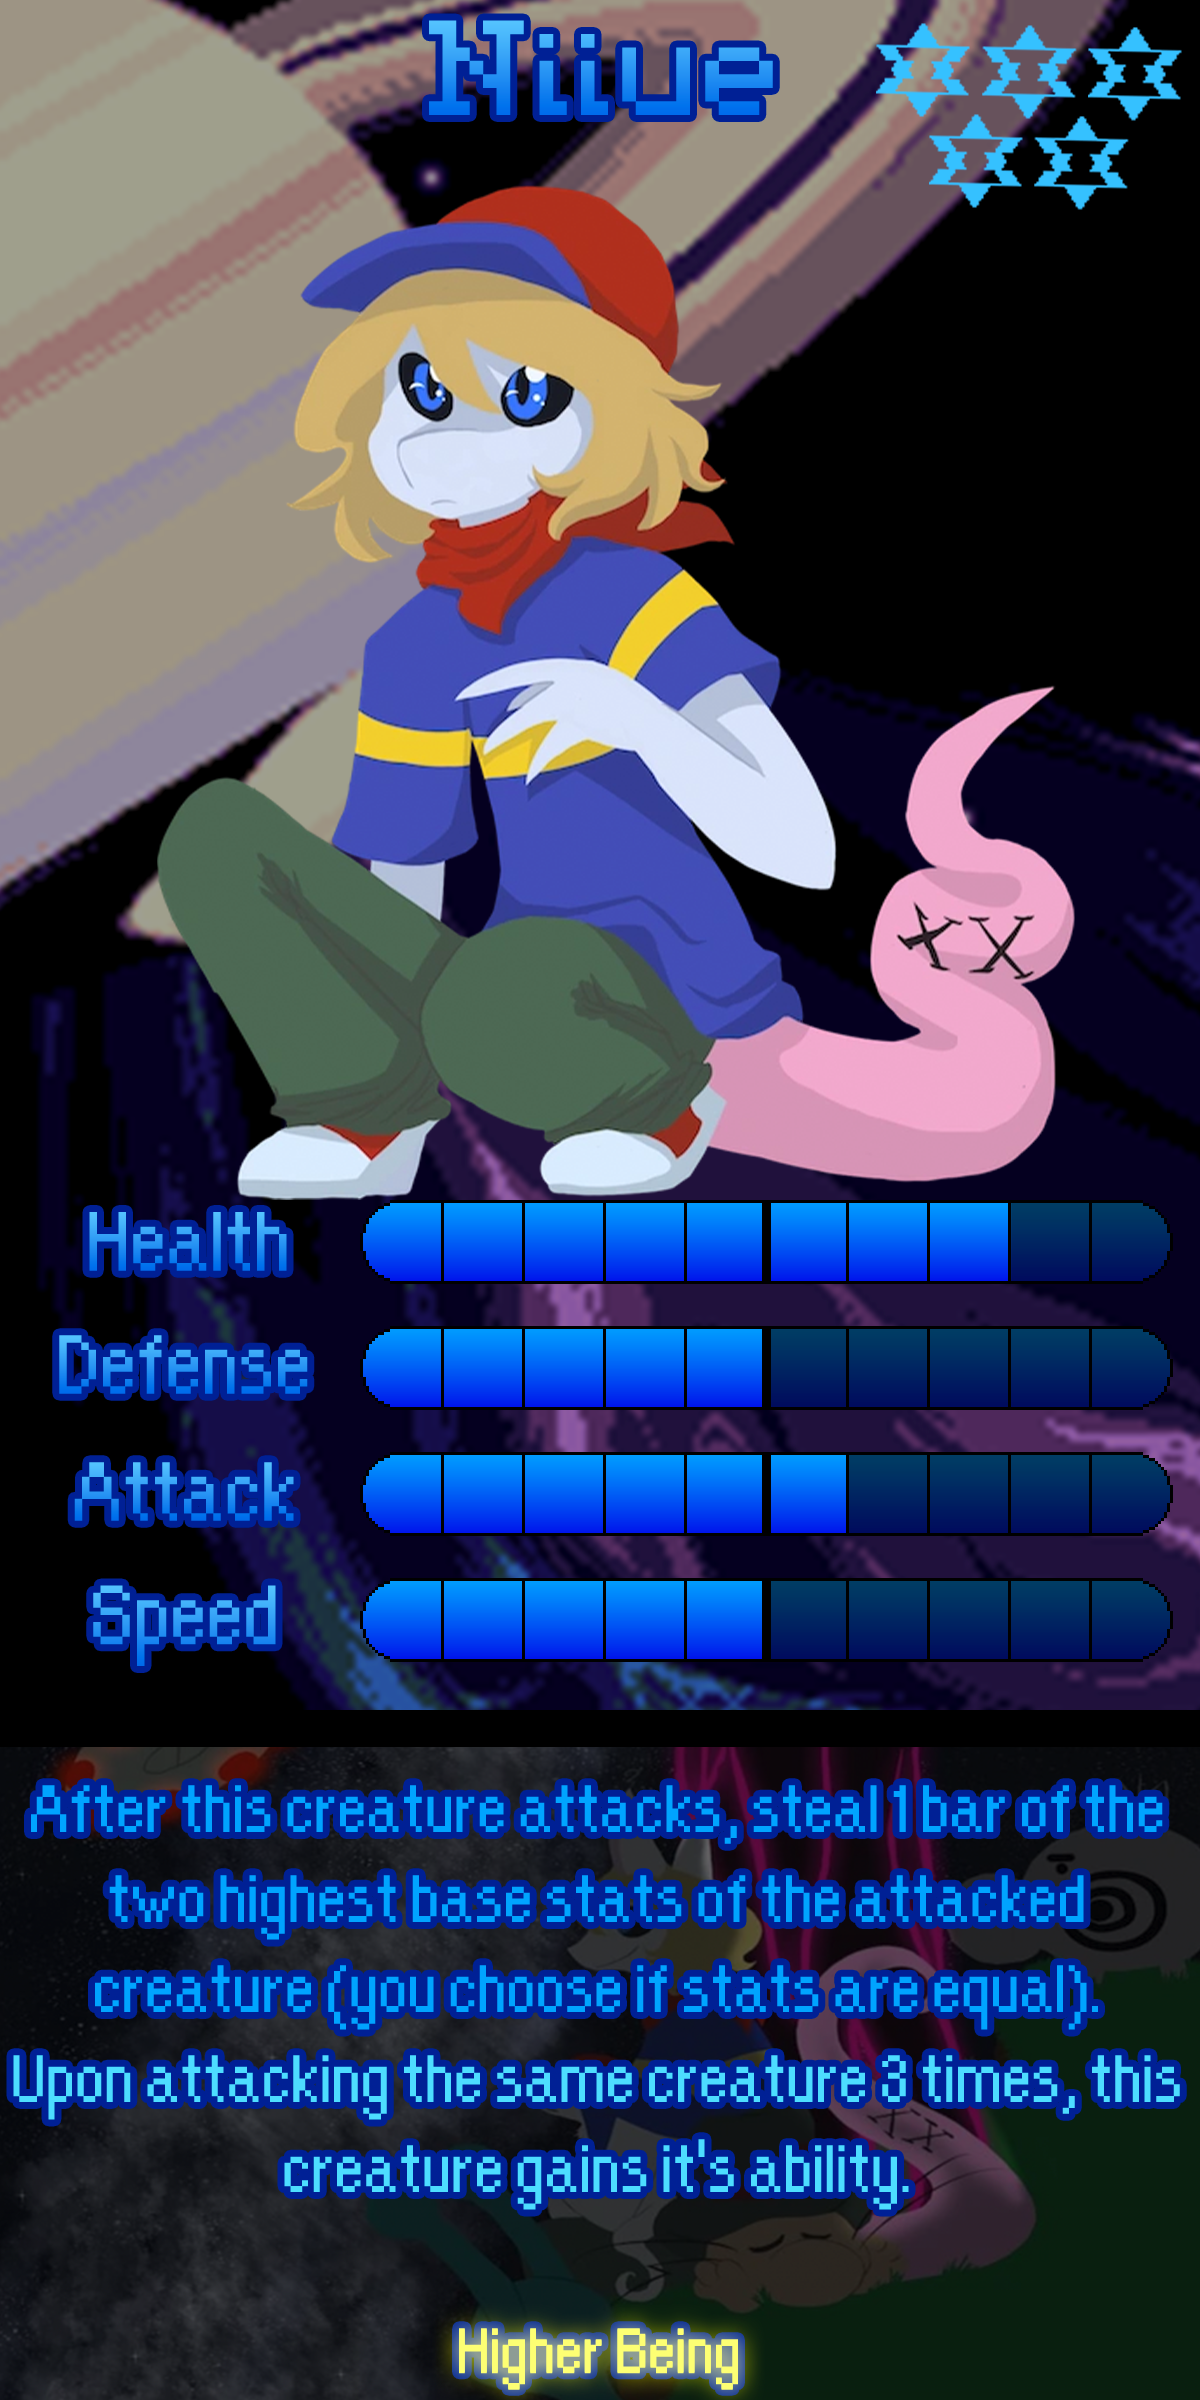 Niiue
XX
Health
Defense
Attack
Speed
After this creature attacks, steal 1 bar of the
two highest base stats of the attacked
creature (you choose if stats are equal).
Upon attacking the same creature 3 times, this
creature gains it's ability.
XX
Higher Being